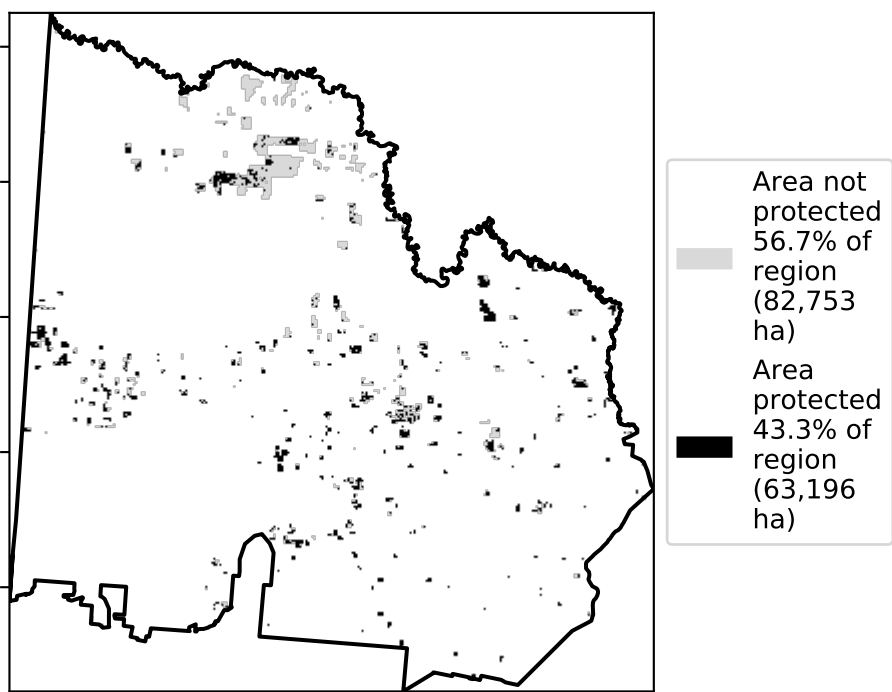 Area not
protected
56.7% of
region
(82,753
ha)
Area
protected
43.3% of
region
(63,196
ha)